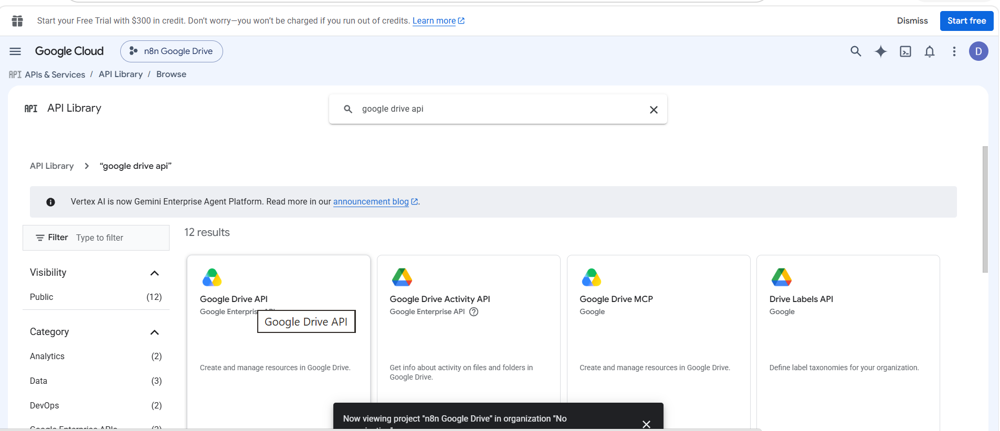 Start your Free Trial with $300 in credit. Don’t worry—you won’t be charged if you run out of credits. Learn more
Dismiss
Start free
Google Cloud
n8n Google Drive
D
API APIs & Services / API Library / Browse
API API Library
google drive api
API Library > “google drive api”
Vertex AI is now Gemini Enterprise Agent Platform. Read more in our announcement blog.
Filter Type to filter
12 results
Visibility
Public (12)
Category
Analytics (2)
Data (3)
DevOps (2)
Google Drive API
Google Enterprise API
Google Drive API
Create and manage resources in Google Drive.
Google Drive Activity API
Google Enterprise API
Get info about activity on files and folders in
Google Drive.
Google Drive MCP
Google
Create and manage resources in Google Drive.
Drive Labels API
Google
Define label taxonomies for your organization.
Now viewing project "n8n Google Drive" in organization "No